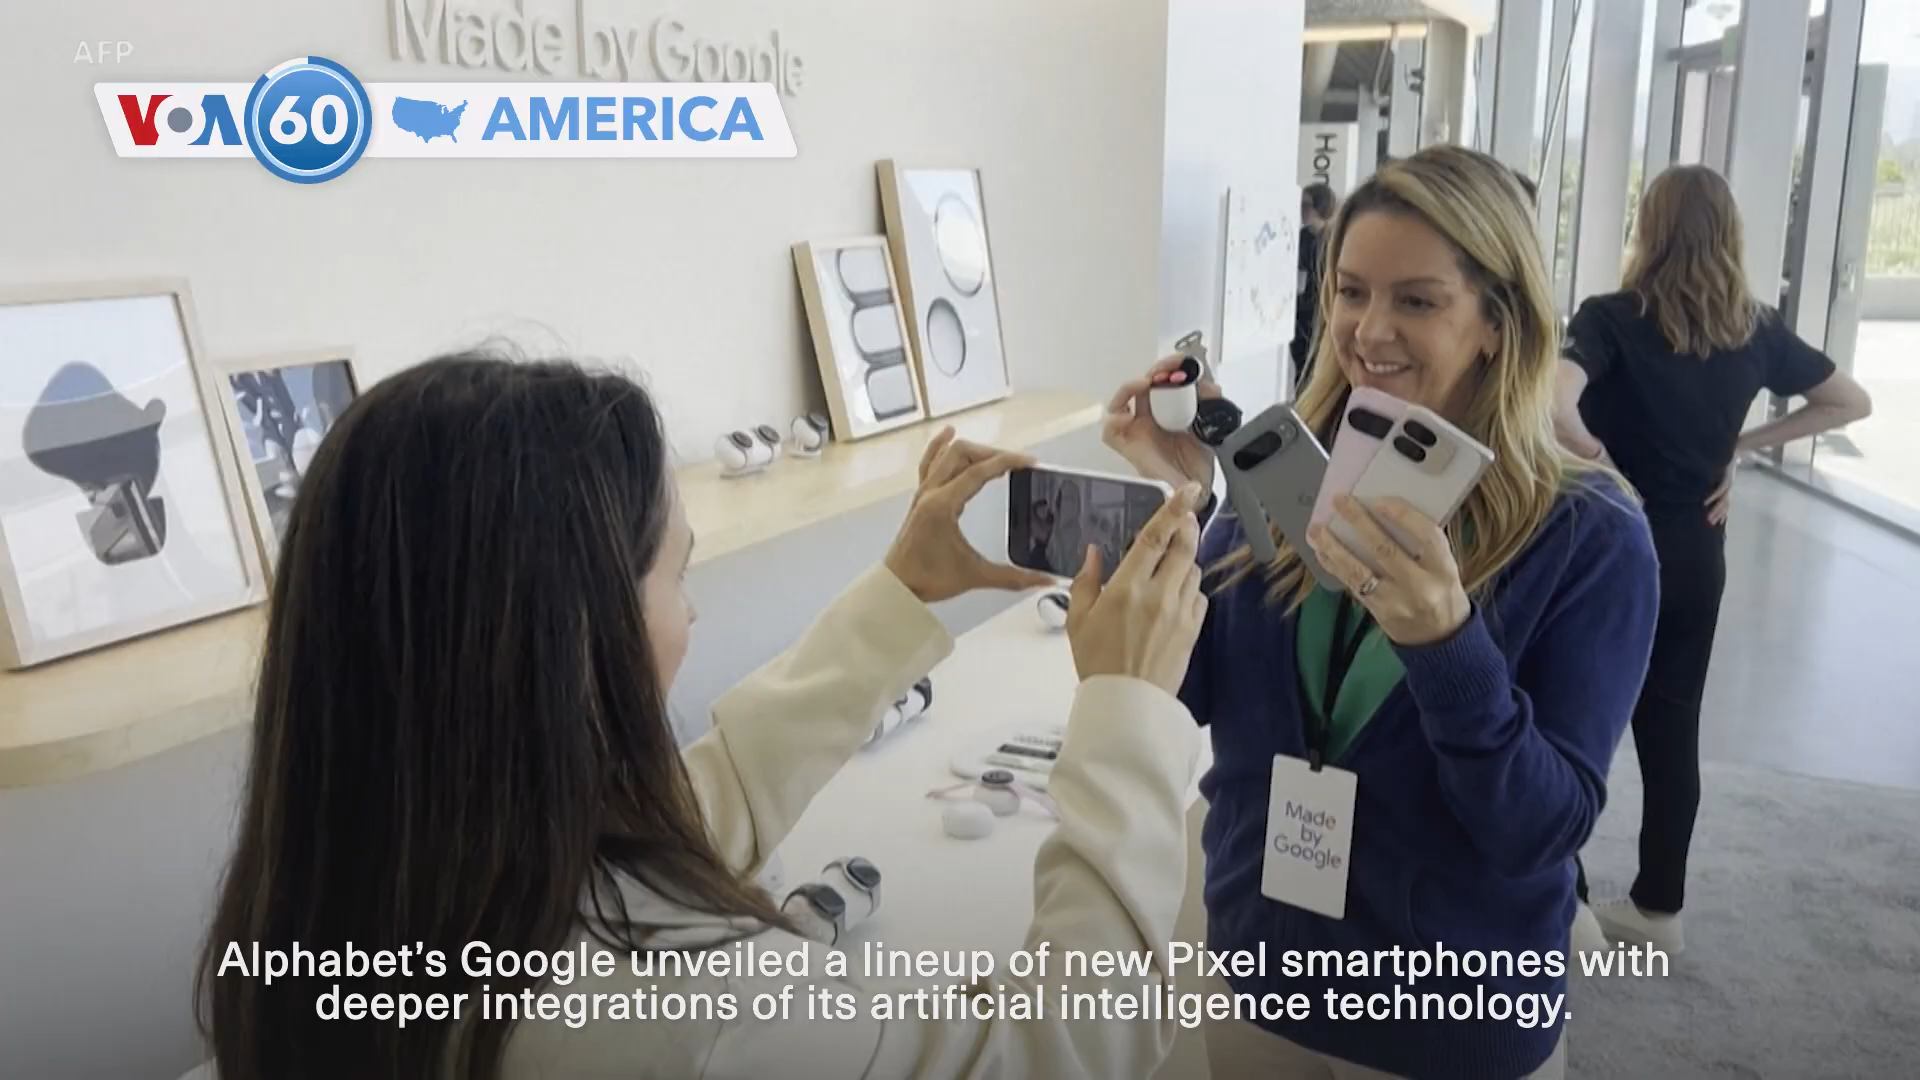 Made by Google
AFP
VOA 60 AMERICA
Hom
Made
by
Google
Alphabet’s Google unveiled a lineup of new Pixel smartphones with
deeper integrations of its artificial intelligence technology.